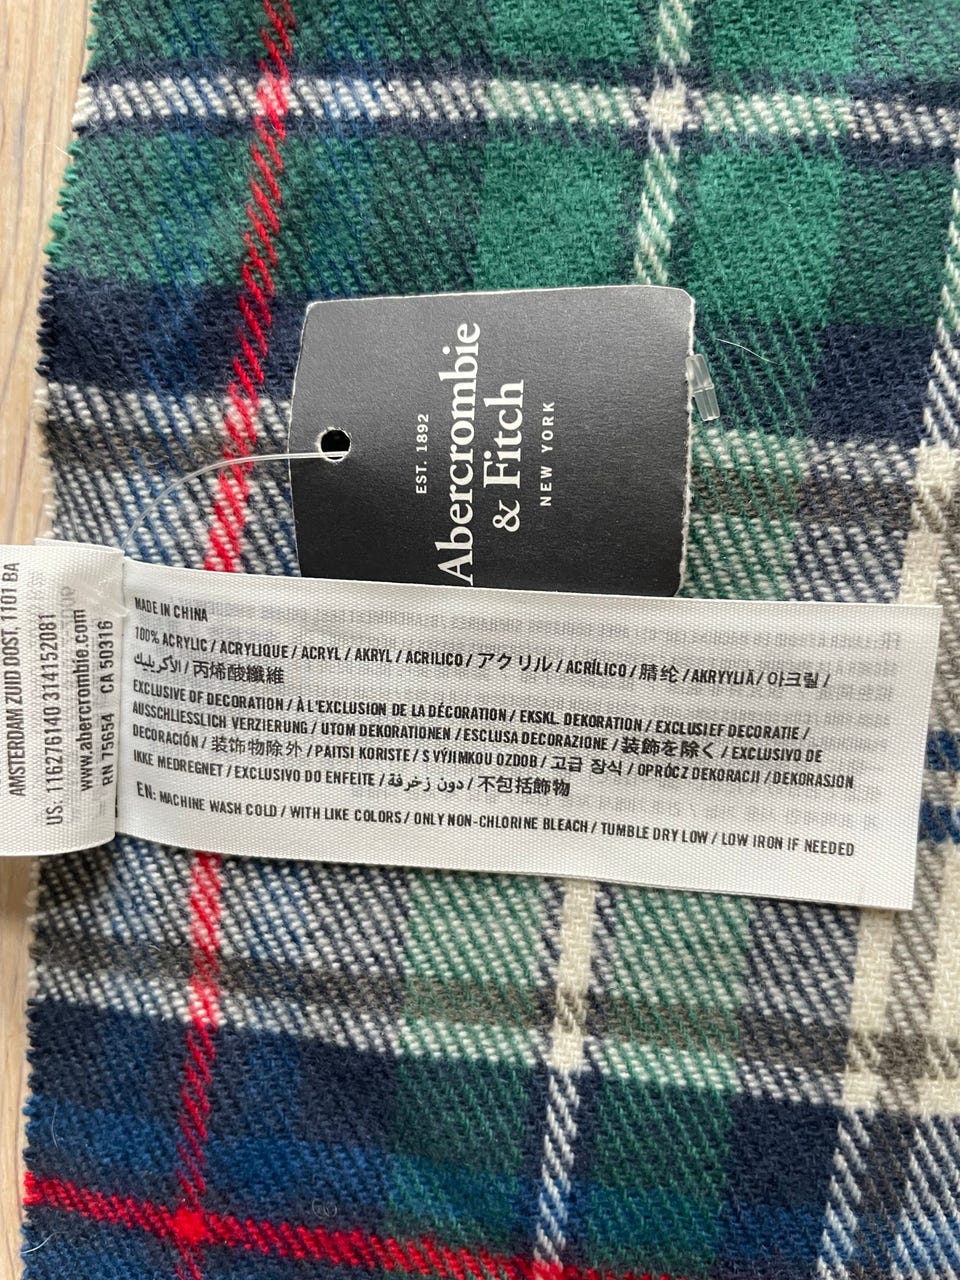 EST. 1892
Abercrombie
& Fitch
NEW YORK
AMSTERDAM ZUID OOST, 1101 BA
US. 116276140 314152081
www.abercrombie.com
RN 75654 CA 50316
MADE IN CHINA
100% ACRYLIC / ACRYLIQUE / ACRYL / AKRYL / ACRILICO / アクリル / ACRÍLICO / 腈纶 / AKRYYLIÄ / 아크릴 /
الأكريليك / 丙烯酸纖維
EXCLUSIVE OF DECORATION / À L'EXCLUSION DE LA DÉCORATION / EKSKL. DEKORATION / EXCLUSIEF DECORATIE /
AUSSCHLIESSLICH VERZIERUNG / UTOM DEKORATIONEN / ESCLUSA DECORAZIONE / 装飾を除く / EXCLUSIVO DE
DECORACIÓN / 装饰物除外 / PAITSI KORISTE / S VÝJIMKOU OZDOB / 고급 장식 / OPRÓCZ DEKORACJI / DEKORASJON
IKKE MEDREGNET / EXCLUSIVO DO ENFEITE / دون زخرفة / 不包括飾物
EN: MACHINE WASH COLD / WITH LIKE COLORS / ONLY NON-CHLORINE BLEACH / TUMBLE DRY LOW / LOW IRON IF NEEDED